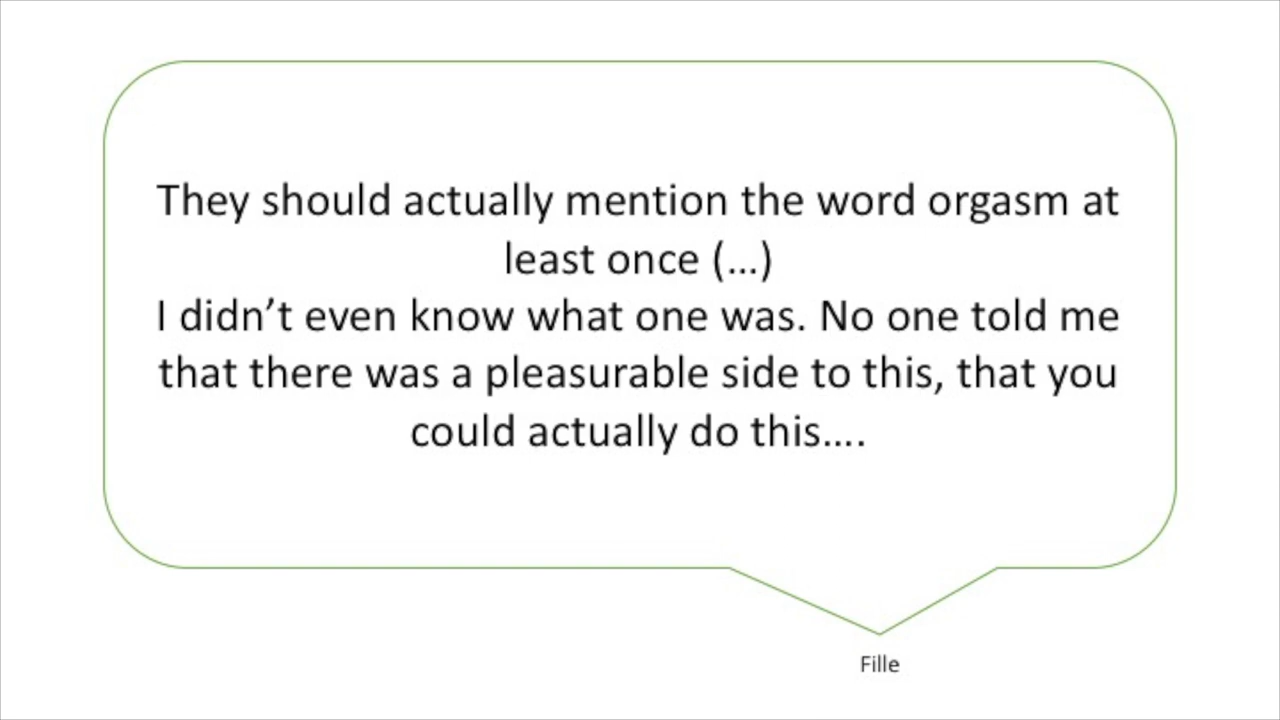 They should actually mention the word orgasm at
least once (…)
I didn’t even know what one was. No one told me
that there was a pleasurable side to this, that you
could actually do this….
Fille